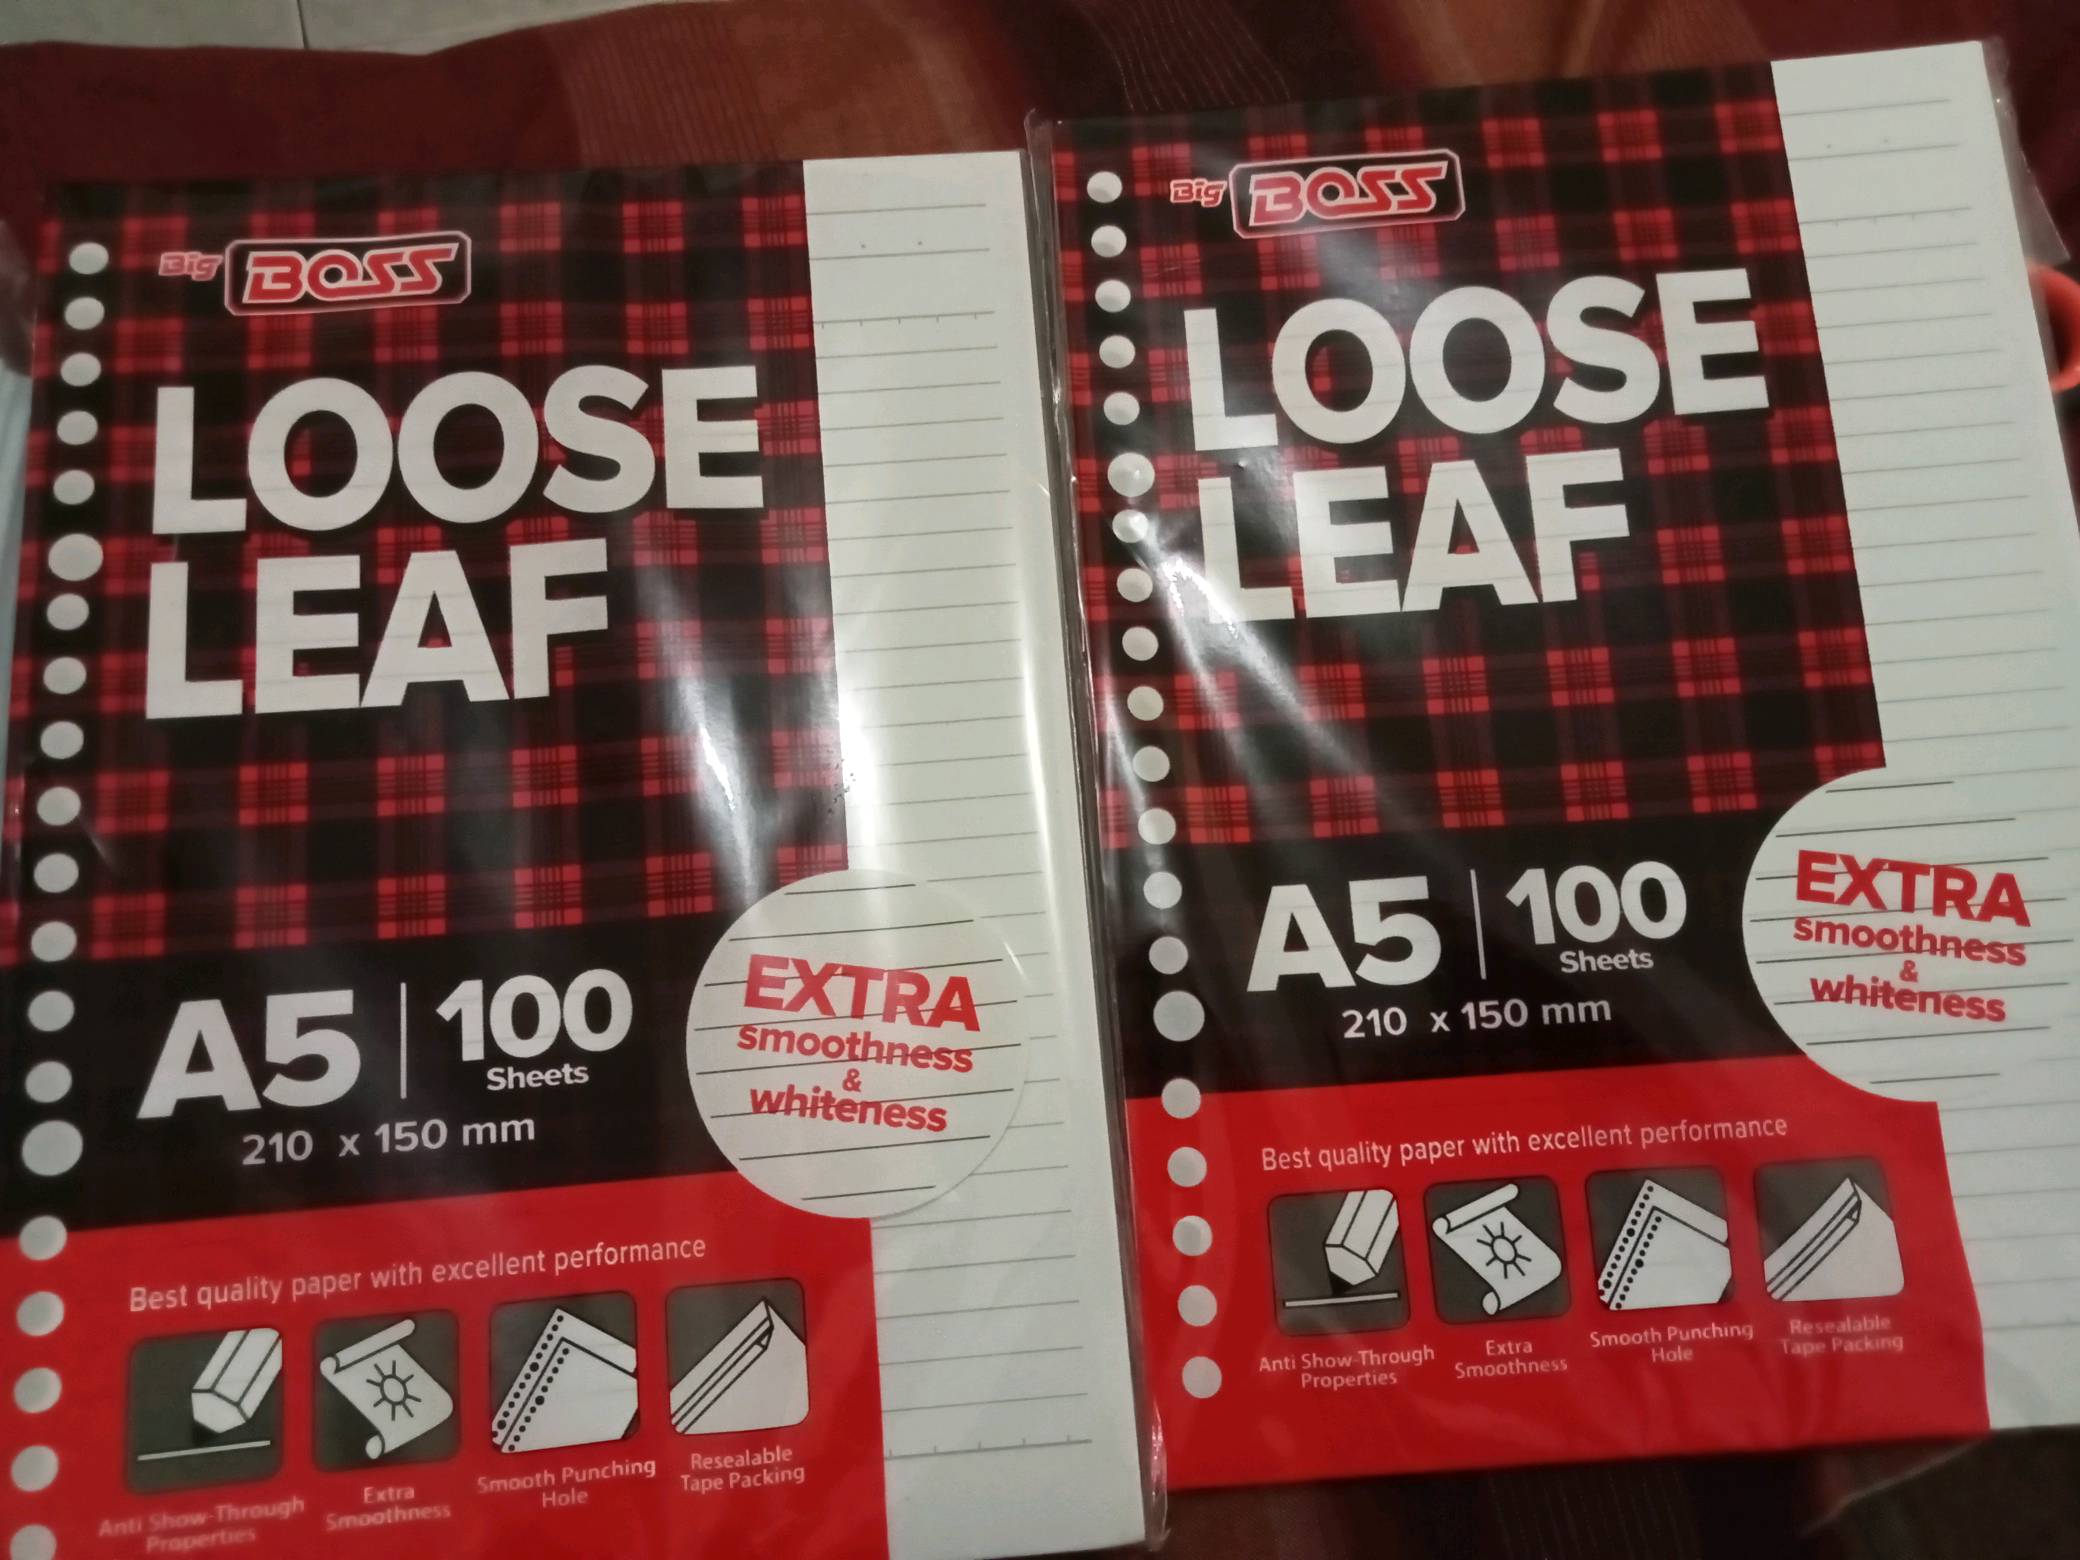 Big BOSS
LOOSE
LEAF
A5 | 100
Sheets
210 x 150 mm
EXTRA
smoothness
&
whiteness
Best quality paper with excellent performance
Anti Show-Through
Properties
Extra
Smoothness
Smooth Punching
Hole
Resealable
Tape Packing
Big BOSS
LOOSE
LEAF
A5 | 100
Sheets
210 x 150 mm
EXTRA
smoothness
&
whiteness
Best quality paper with excellent performance
Anti Show-Through
Properties
Extra
Smoothness
Smooth Punching
Hole
Resealable
Tape Packing